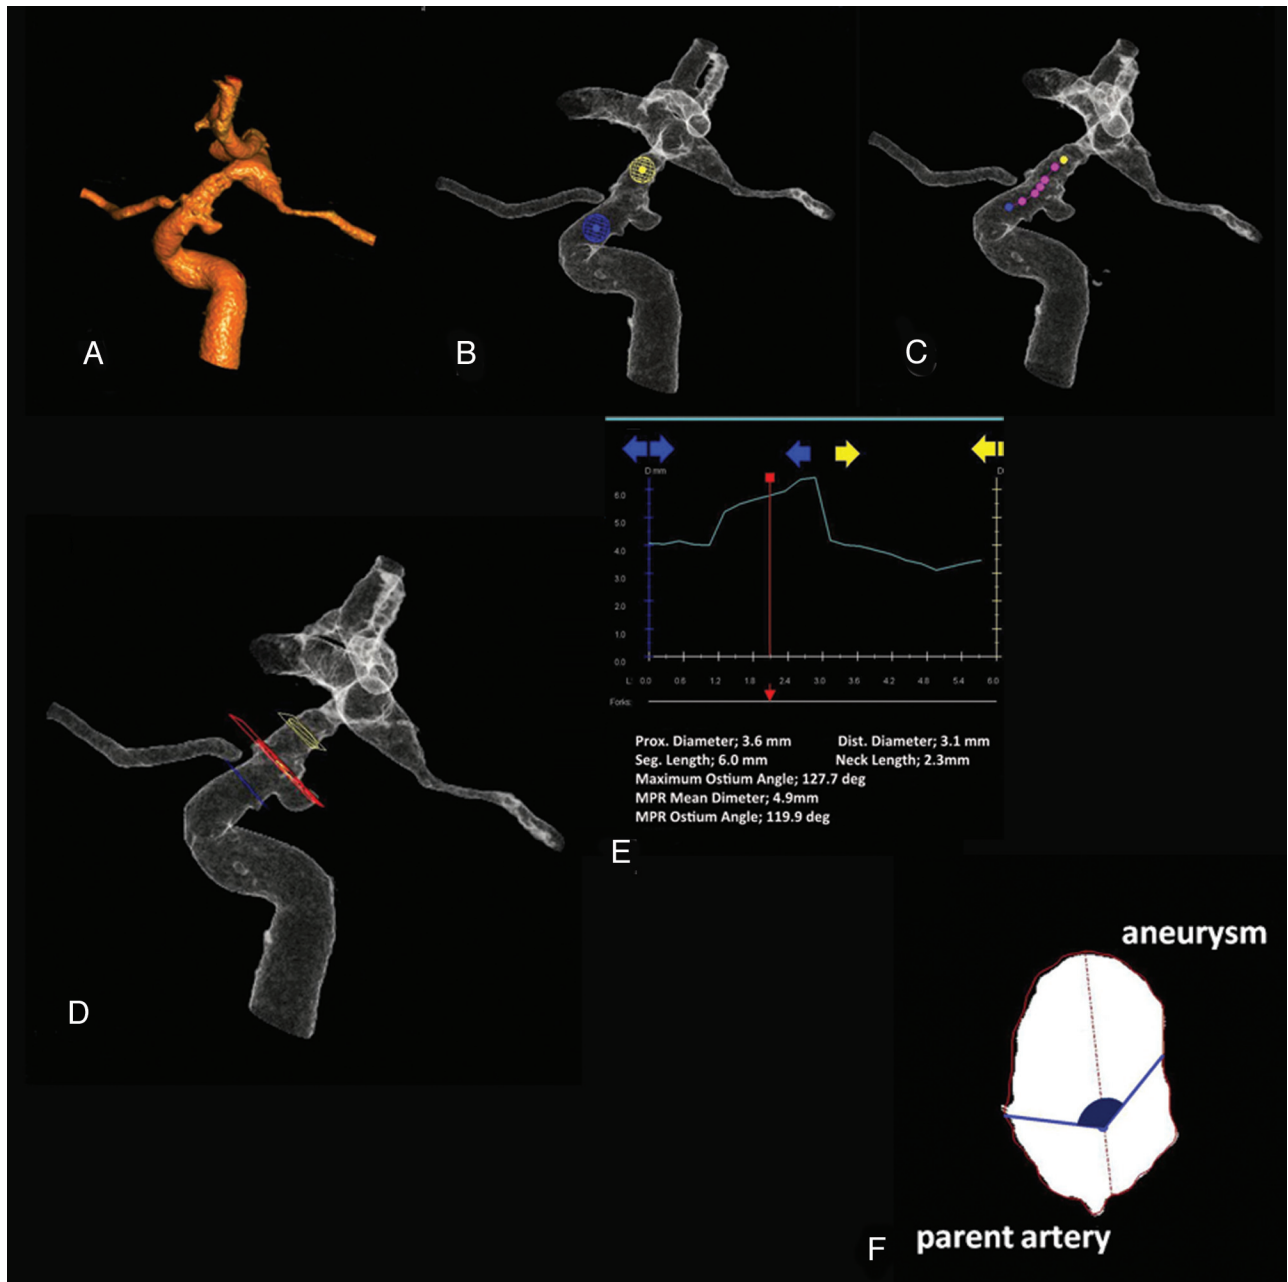 A
B
C
D mm
D
6.0
5.0
4.0
3.0
2.0
1.0
0.0
L: 0.0 0.6 1.2 1.8 2.4 3.0 3.6 4.2 4.8 5.4 6.0
Forks:
Prox. Diameter; 3.6 mm Dist. Diameter; 3.1 mm
Seg. Length; 6.0 mm Neck Length; 2.3mm
Maximum Ostium Angle; 127.7 deg
MPR Mean Dimeter; 4.9mm
MPR Ostium Angle; 119.9 deg
E
D
aneurysm
parent artery
F